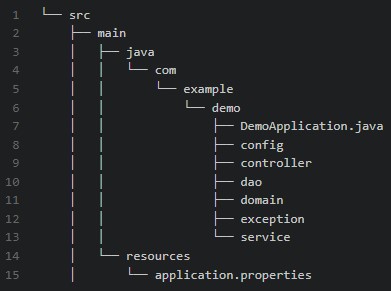 1 └── src
2     ├── main
3     │   ├── java
4     │   │   └── com
5     │   │       └── example
6     │   │           └── demo
7     │   │               ├── DemoApplication.java
8     │   │               ├── config
9     │   │               ├── controller
10     │   │               ├── dao
11     │   │               ├── domain
12     │   │               ├── exception
13     │   │               └── service
14     │   └── resources
15     │       └── application.properties